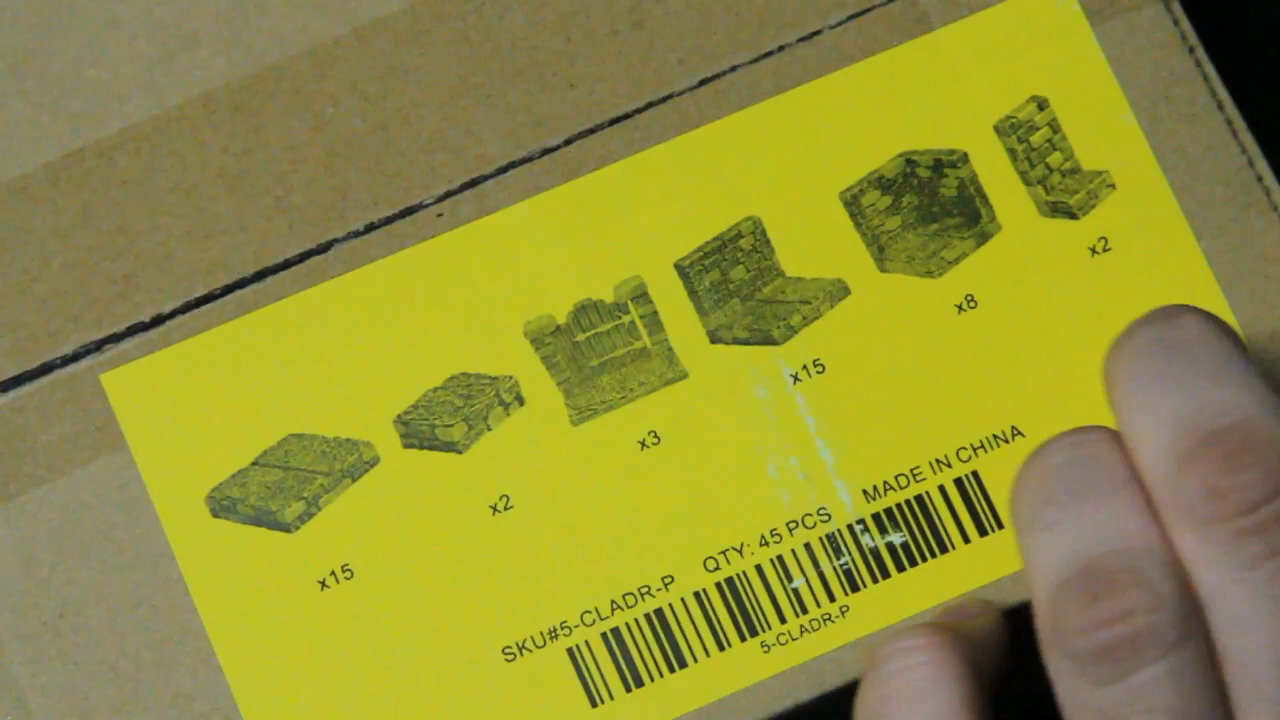 x15
x2
x3
x15
x8
x2
SKU#5-CLADR-P QTY: 45 PCS MADE IN CHINA
5-CLADR-P